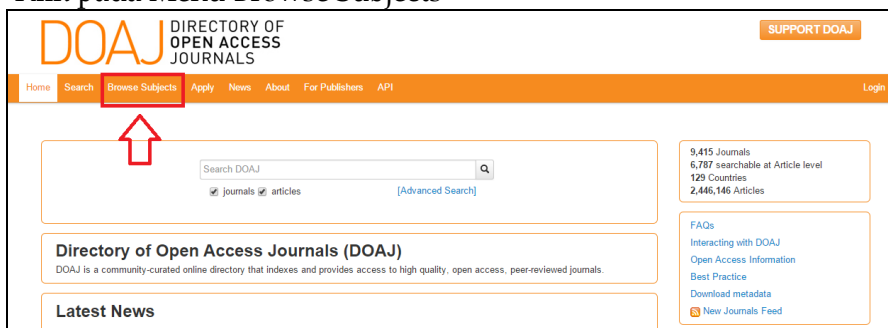 pada Menu Browse Subjects
DOAJ DIRECTORY OF OPEN ACCESS JOURNALS
SUPPORT DOAJ
Home Search Browse Subjects Apply News About For Publishers API Login
Search DOAJ
journals articles [Advanced Search]
9,415 Journals
6,787 searchable at Article level
129 Countries
2,446,146 Articles
Directory of Open Access Journals (DOAJ)
DOAJ is a community-curated online directory that indexes and provides access to high quality, open access, peer-reviewed journals.
Latest News
FAQs
Interacting with DOAJ
Open Access Information
Best Practice
Download metadata
New Journals Feed